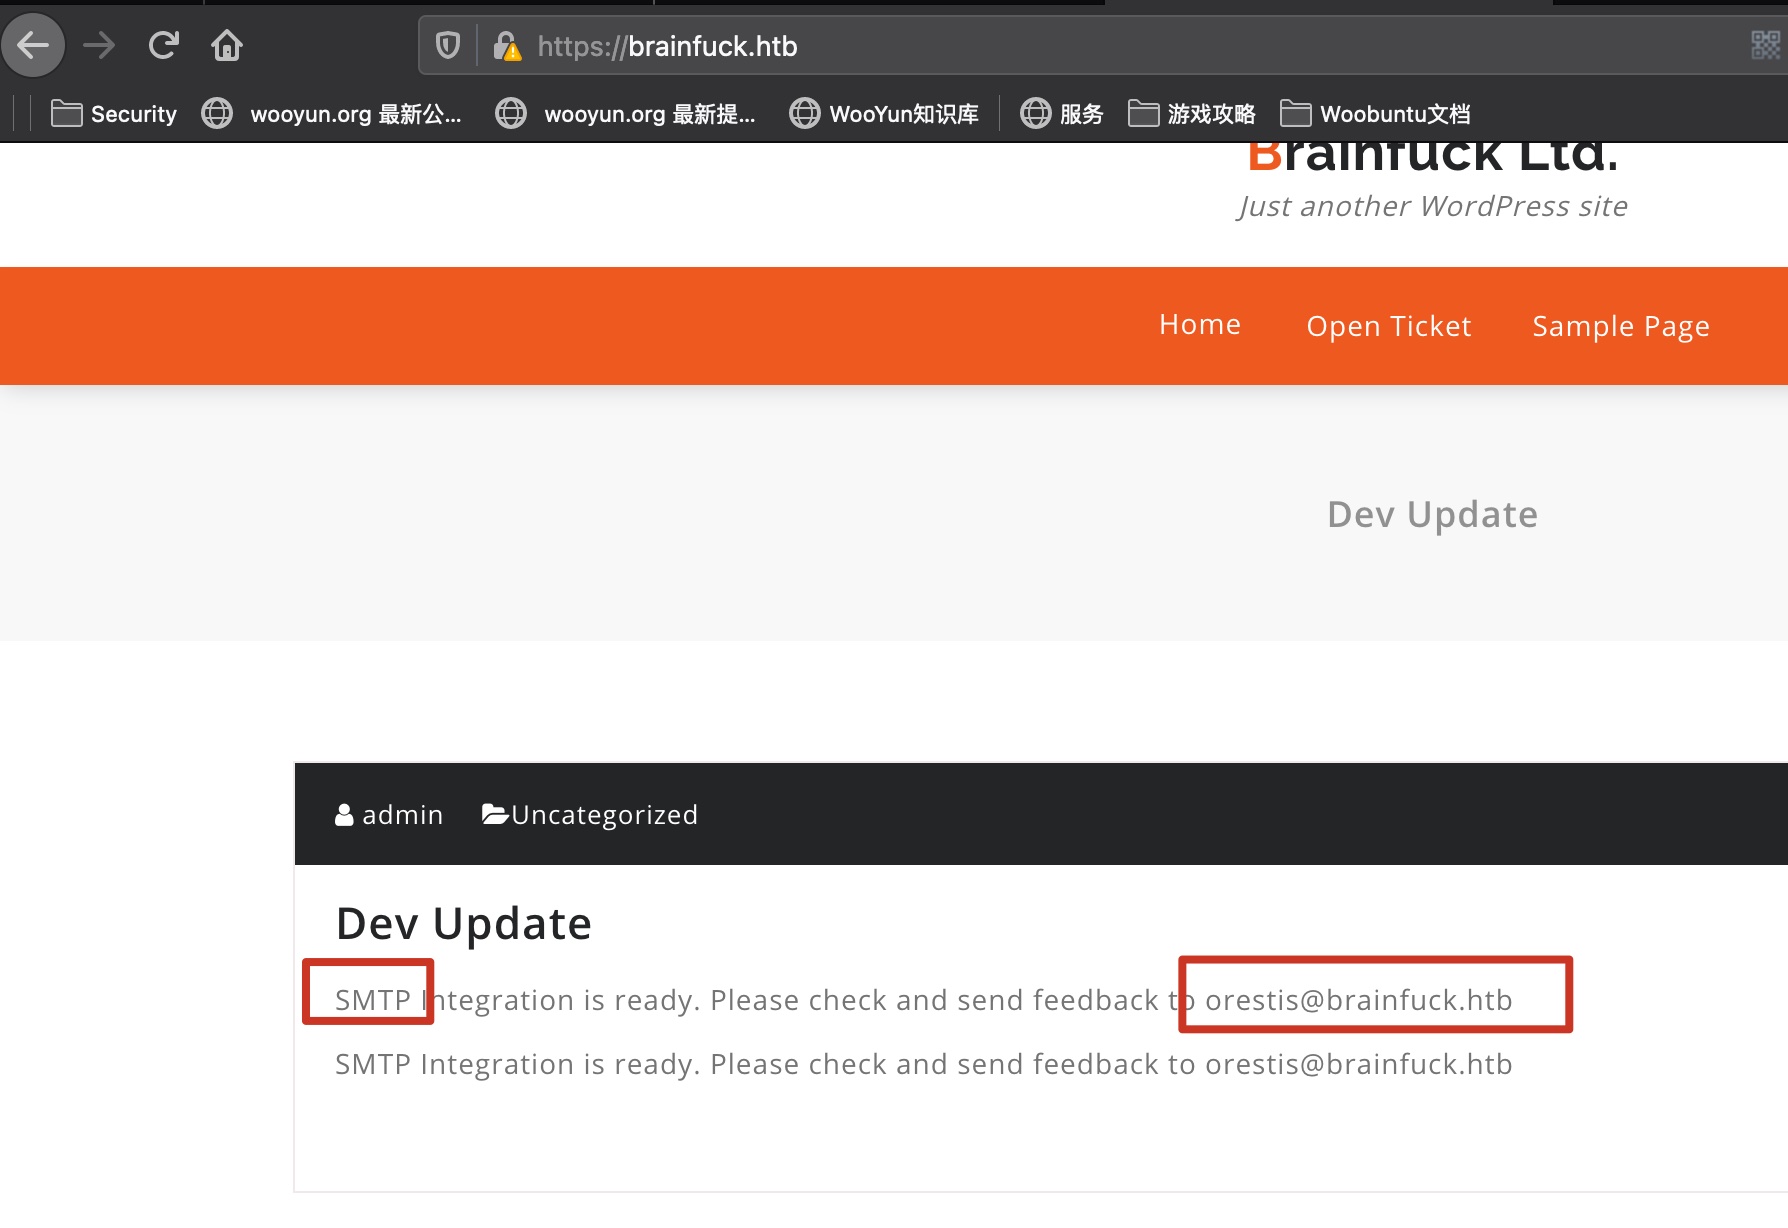 https://brainfuck.htb
Security wooyun.org 最新公... wooyun.org 最新提... WooYun知识库 服务 游戏攻略 Woobuntu文档
Brainfuck Ltd.
Just another WordPress site
Home Open Ticket Sample Page
Dev Update
admin Uncategorized
Dev Update
SMTP Integration is ready. Please check and send feedback to orestis@brainfuck.htb
SMTP Integration is ready. Please check and send feedback to orestis@brainfuck.htb